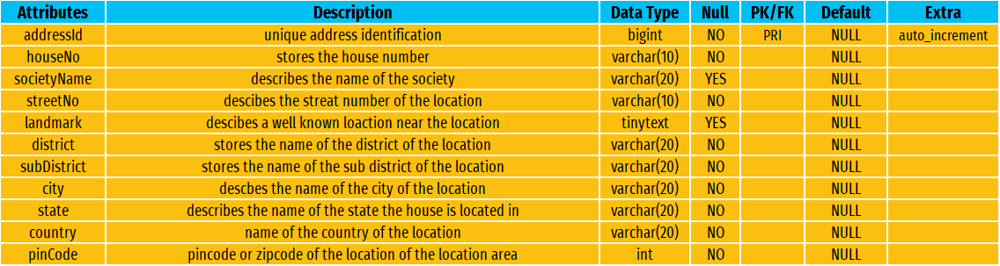 Attributes Description Data Type Null PK/FK Default Extra
addressId unique address identification bigint NO PRI NULL auto_increment
houseNo stores the house number varchar(10) NO NULL
societyName describes the name of the society varchar(20) YES NULL
streetNo descibes the streat number of the location varchar(10) NO NULL
landmark descibes a well known loaction near the location tinytext YES NULL
district stores the name of the district of the location varchar(20) NO NULL
subDistrict stores the name of the sub district of the location varchar(20) NO NULL
city descbes the name of the city of the location varchar(20) NO NULL
state describes the name of the state the house is located in varchar(20) NO NULL
country name of the country of the location varchar(20) NO NULL
pinCode pincode or zipcode of the location of the location area int NO NULL